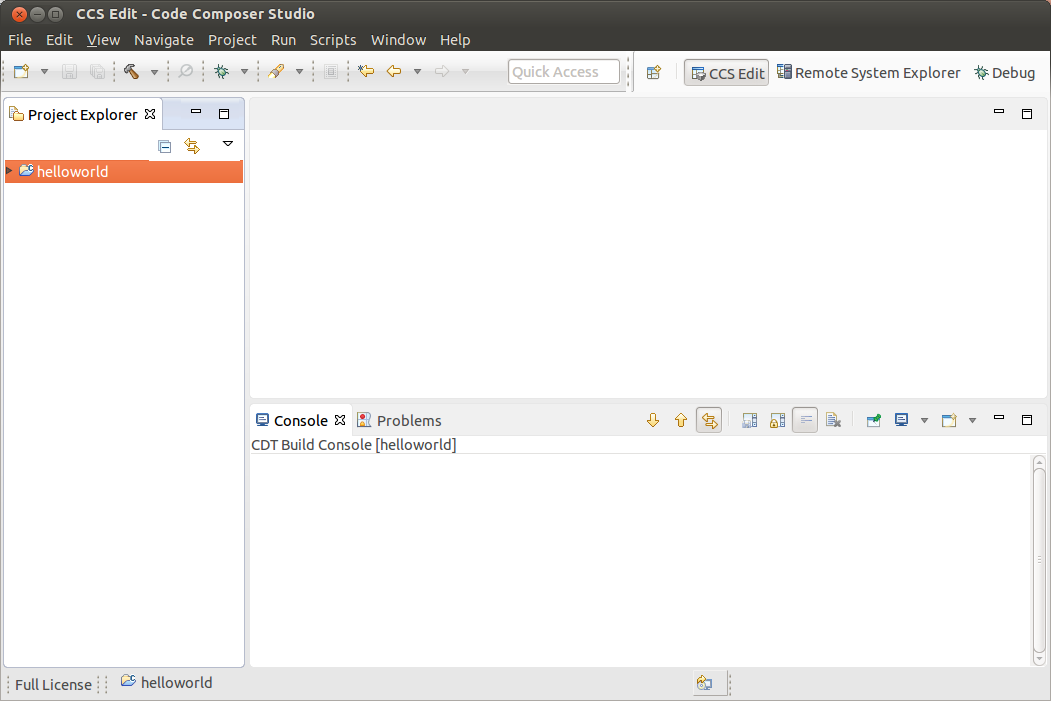 CCS Edit - Code Composer Studio
File Edit View Navigate Project Run Scripts Window Help
Quick Access CCS Edit Remote System Explorer Debug
Project Explorer
helloworld
Console Problems
CDT Build Console [helloworld]
Full License helloworld